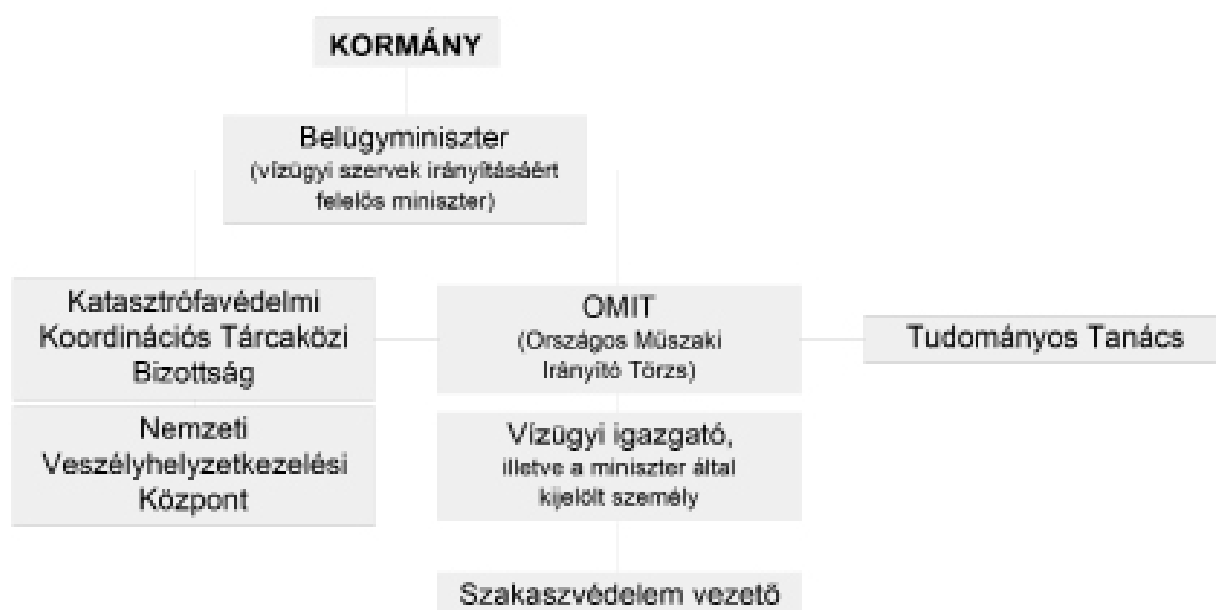 KORMÁNY
Belügyminiszter
(vízügyi szervek irányításáért
felelős miniszter)
Katasztrófavédelmi
Koordinációs Tárcaközi
Bizottság
OMIT
(Országos Műszaki
Irányító Törzs)
Tudományos Tanács
Nemzeti
Veszélyhelyzetkezelési
Központ
Vízügyi igazgató,
illetve a miniszter által
kijelölt személy
Szakaszvédelem vezető